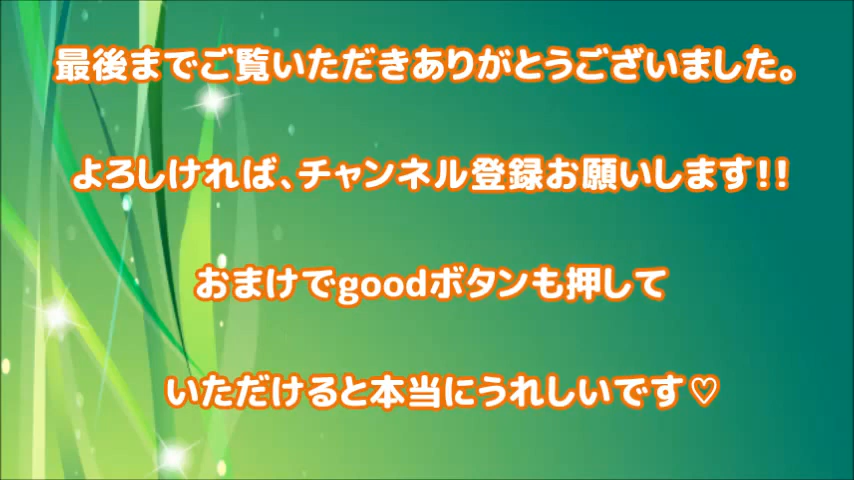 最後までご覧いただきありがとうございました。
よろしければ、チャンネル登録お願いします!!
おまけでgoodボタンも押して
いただけると本当にうれしいです♡